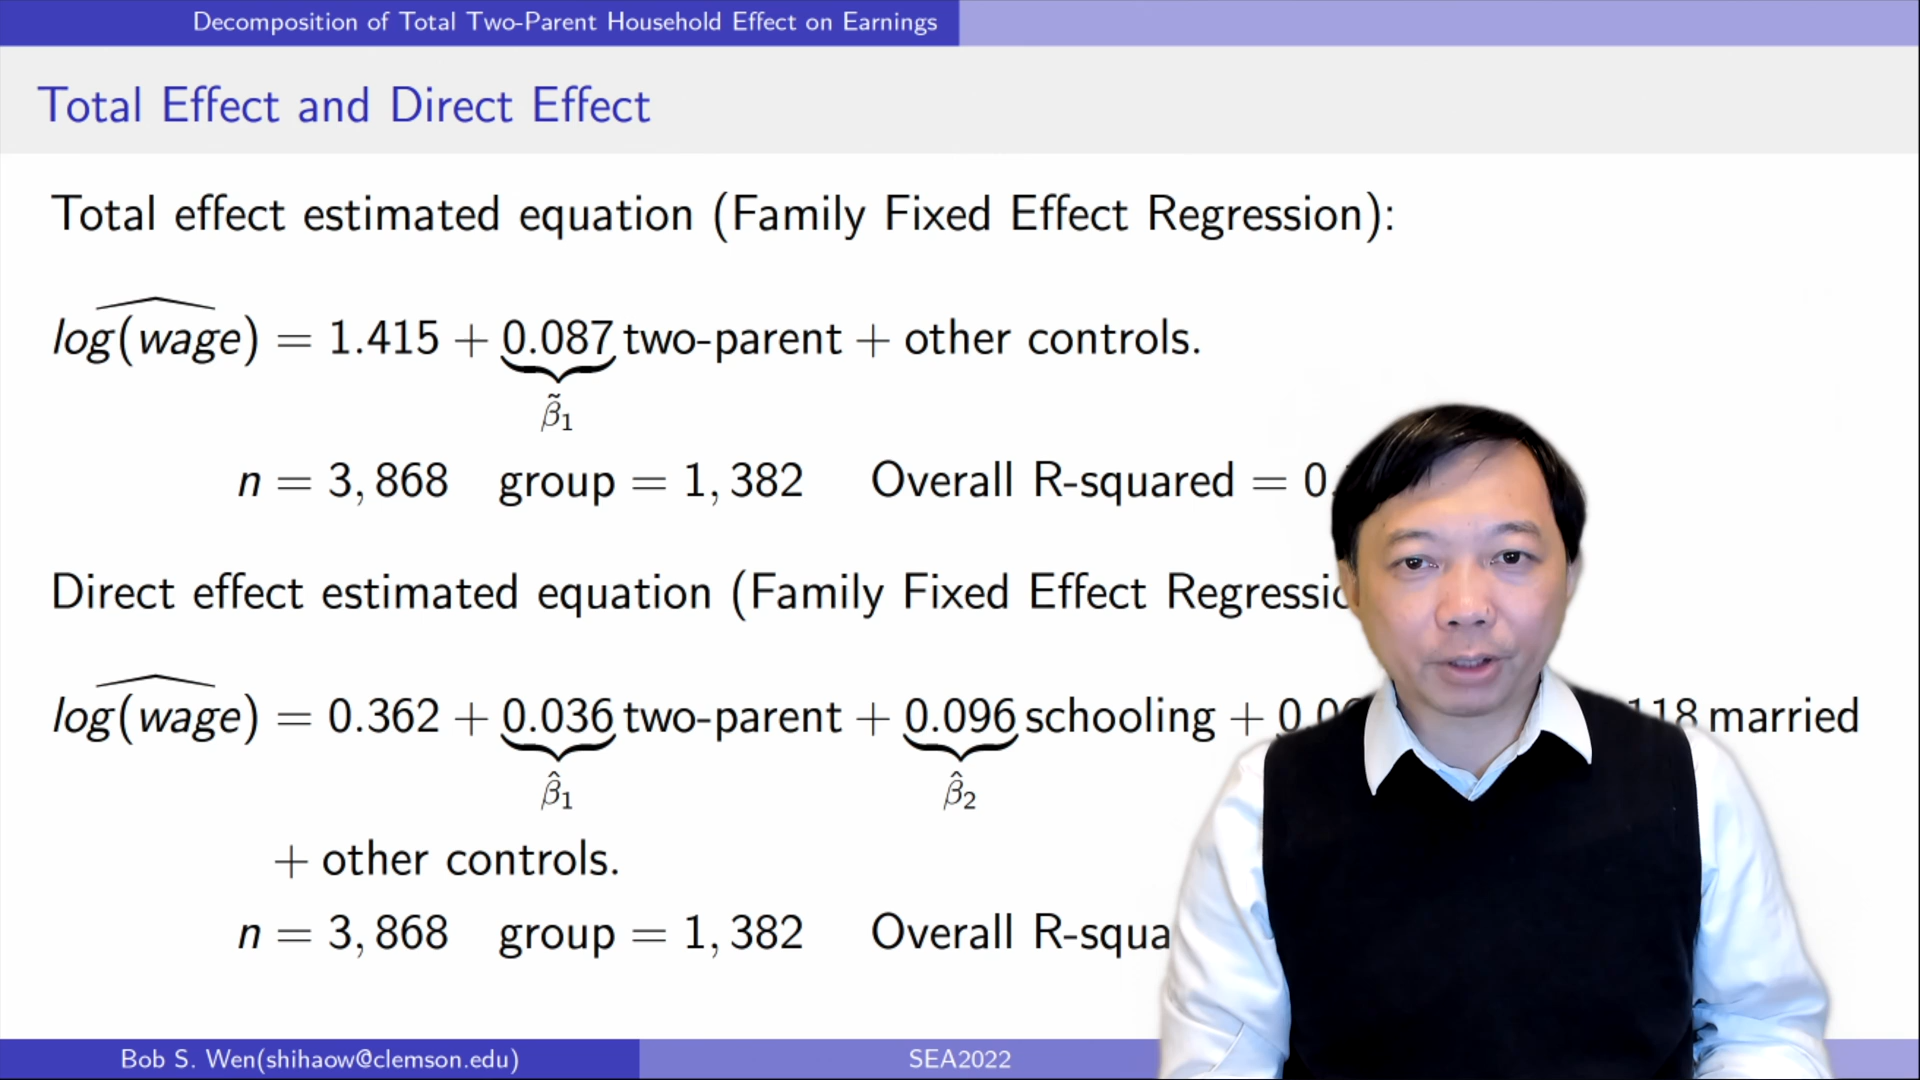 Decomposition of Total Two-Parent Household Effect on Earnings
Total Effect and Direct Effect
Total effect estimated equation (Family Fixed Effect Regression):
log(wage) = 1.415 + 0.087 two-parent + other controls.
β̃1
n = 3,868 group = 1,382 Overall R-squared = 0.
Direct effect estimated equation (Family Fixed Effect
log(wage) = 0.362 + 0.036 two-parent + 0.096 schooling + 118 married
β̂1 β̂2
+ other controls.
n = 3,868 group = 1,382 Overall
Bob S. Wen(shihaow@clemson.edu) SEA2022